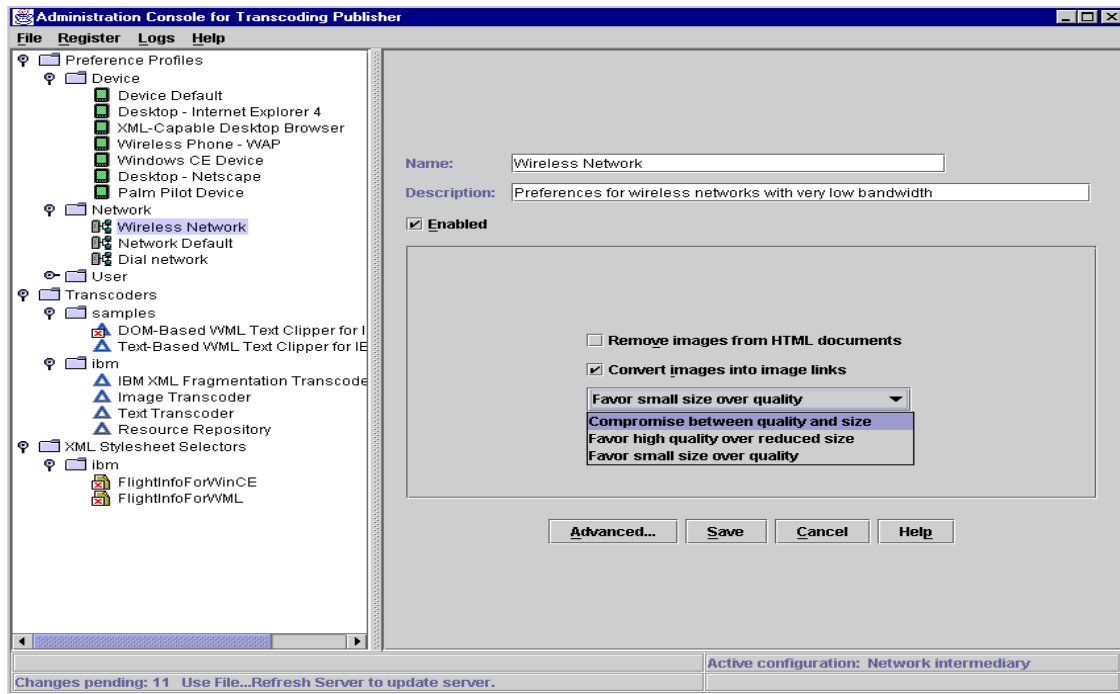 Administration Console for Transcoding Publisher
File Register Logs Help
Preference Profiles
Device
Device Default
Desktop - Internet Explorer 4
XML-Capable Desktop Browser
Wireless Phone - WAP
Windows CE Device
Desktop - Netscape
Palm Pilot Device
Network
Wireless Network
Network Default
Dial network
User
Transcoders
samples
DOM-Based WML Text Clipper for I
Text-Based WML Text Clipper for IE
ibm
IBM XML Fragmentation Transcode
Image Transcoder
Text Transcoder
Resource Repository
XML Stylesheet Selectors
ibm
FlightInfoForWinCE
FlightInfoForWML
Name: Wireless Network
Description: Preferences for wireless networks with very low bandwidth
Enabled
Remove images from HTML documents
Convert images into image links
Favor small size over quality
Compromise between quality and size
Favor high quality over reduced size
Favor small size over quality
Advanced... Save Cancel Help
Active configuration: Network intermediary
Changes pending: 11 Use File...Refresh Server to update server.